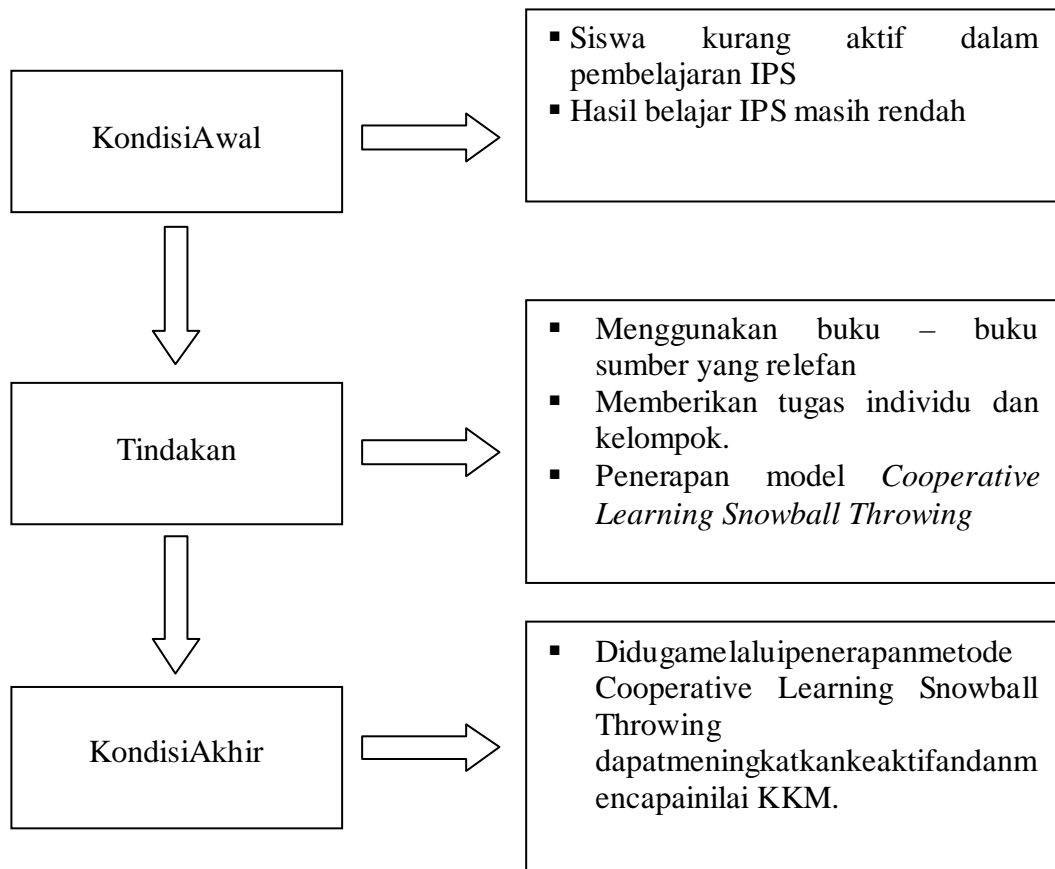 ▪ Siswa kurang aktif dalam
pembelajaran IPS
▪ Hasil belajar IPS masih rendah
KondisiAwal
▪ Menggunakan buku – buku
sumber yang relefan
▪ Memberikan tugas individu dan
kelompok.
▪ Penerapan model Cooperative
Learning Snowball Throwing
Tindakan
▪ Didugamelaluipenerapanmetode
Cooperative Learning Snowball
Throwing
dapatmeningkatkankeaktifandanm
encapainilai KKM.
KondisiAkhir